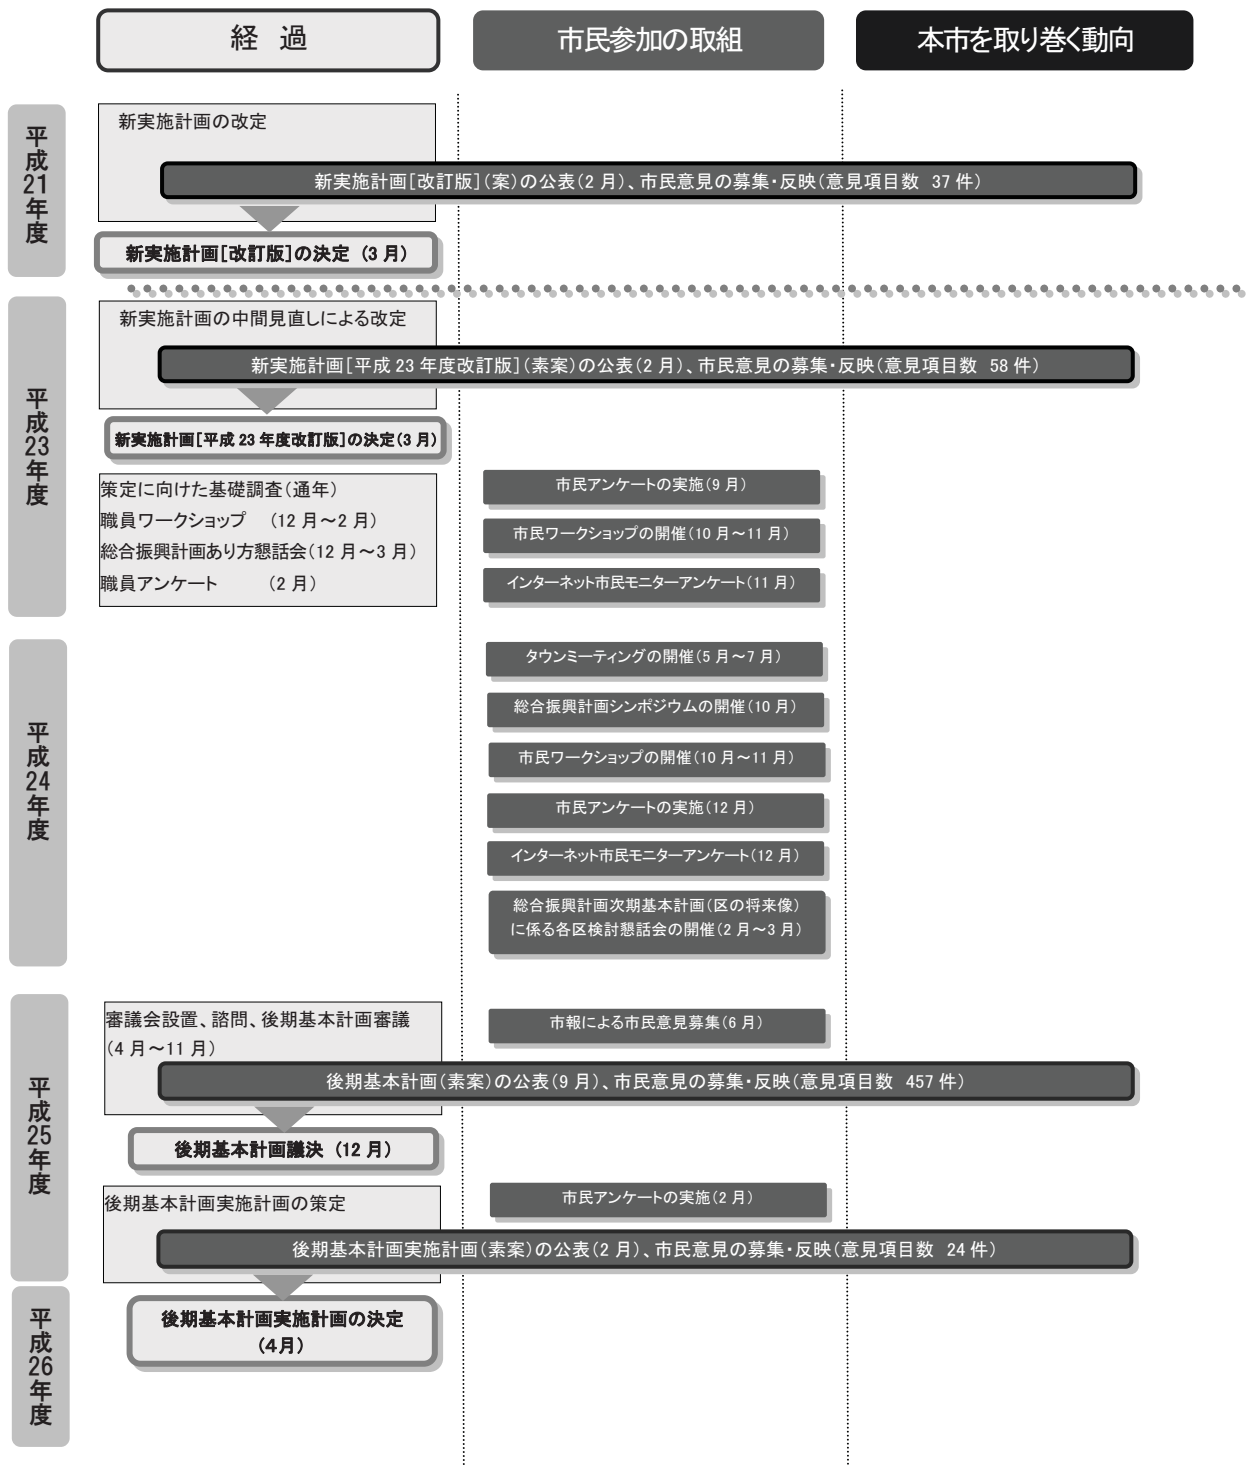 経 過
市民参加の取組
本市を取り巻く動向
平成21年度
新実施計画の改定
新実施計画[改訂版](案)の公表(2月)、市民意見の募集・反映(意見項目数 37件)
新実施計画[改訂版]の決定 (3月)
平成23年度
新実施計画の中間見直しによる改定
新実施計画[平成23年度改訂版](素案)の公表(2月)、市民意見の募集・反映(意見項目数 58件)
新実施計画[平成23年度改訂版]の決定(3月)
策定に向けた基礎調査(通年)
職員ワークショップ (12月~2月)
総合振興計画あり方懇話会(12月~3月)
職員アンケート (2月)
市民アンケートの実施(9月)
市民ワークショップの開催(10月~11月)
インターネット市民モニターアンケート(11月)
平成24年度
タウンミーティングの開催(5月~7月)
総合振興計画シンポジウムの開催(10月)
市民ワークショップの開催(10月~11月)
市民アンケートの実施(12月)
インターネット市民モニターアンケート(12月)
総合振興計画次期基本計画(区の将来像)
に係る各区検討懇話会の開催(2月~3月)
平成25年度
審議会設置、諮問、後期基本計画審議
(4月~11月)
市報による市民意見募集(6月)
後期基本計画(素案)の公表(9月)、市民意見の募集・反映(意見項目数 457件)
後期基本計画議決 (12月)
後期基本計画実施計画の策定
市民アンケートの実施(2月)
後期基本計画実施計画(素案)の公表(2月)、市民意見の募集・反映(意見項目数 24件)
平成26年度
後期基本計画実施計画の決定
(4月)